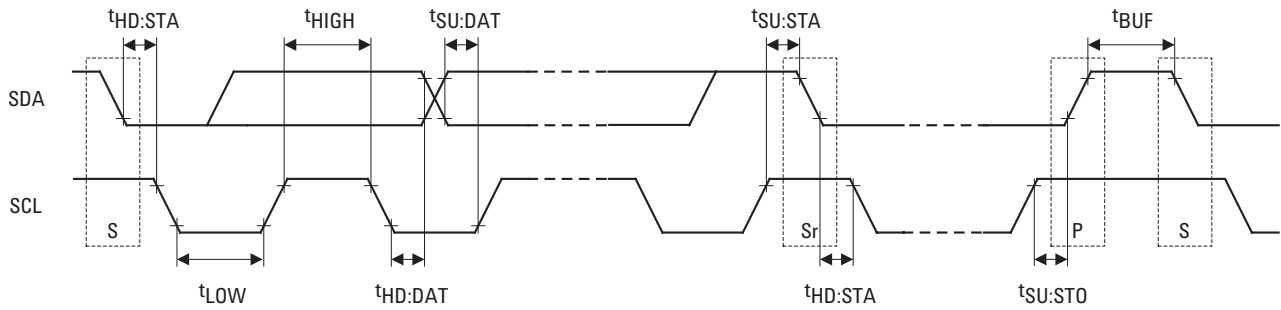 tHD:STA tHIGH tSU:DAT tSU:STA tBUF
SDA
SCL
S Sr P S
tLOW tHD:DAT tHD:STA tSU:STO